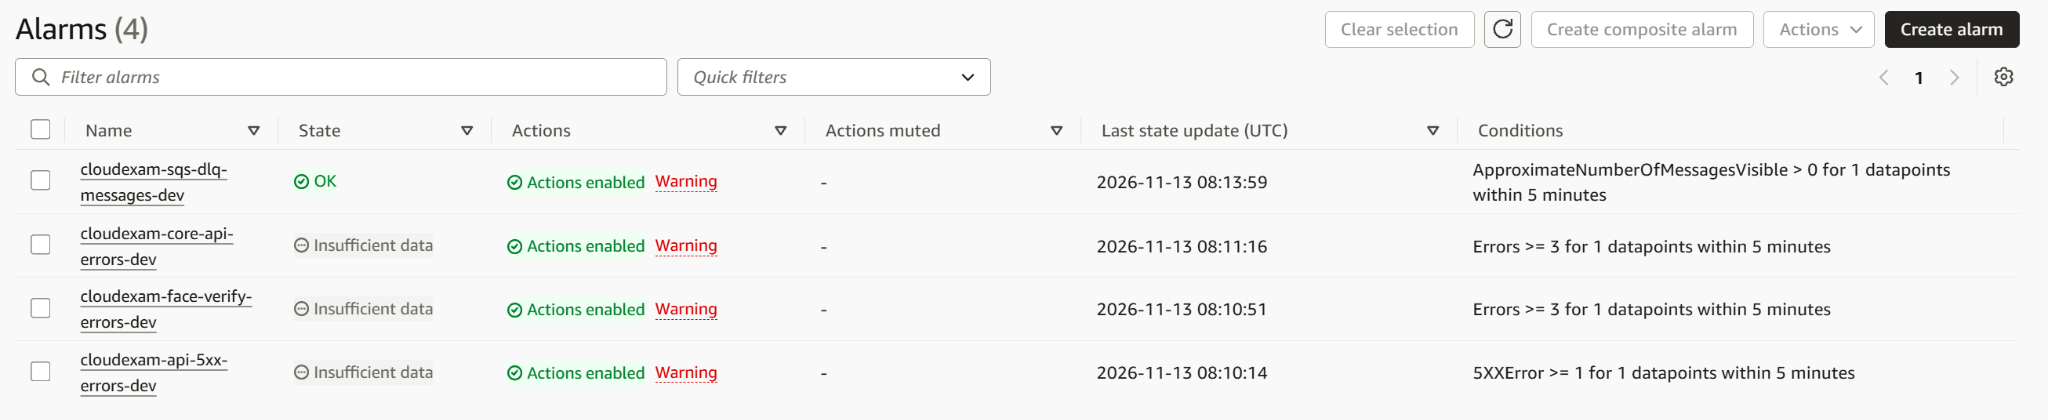 Alarms (4)
Clear selection
Create composite alarm
Actions
Create alarm
Filter alarms
Quick filters
1
Name State Actions Actions muted Last state update (UTC) Conditions
cloudexam-sqs-dlq-
messages-dev
OK
Actions enabled Warning
-
2026-11-13 08:13:59
ApproximateNumberOfMessagesVisible > 0 for 1 datapoints
within 5 minutes
cloudexam-core-api-
errors-dev
Insufficient data
Actions enabled Warning
-
2026-11-13 08:11:16
Errors >= 3 for 1 datapoints within 5 minutes
cloudexam-face-verify-
errors-dev
Insufficient data
Actions enabled Warning
-
2026-11-13 08:10:51
Errors >= 3 for 1 datapoints within 5 minutes
cloudexam-api-5xx-
errors-dev
Insufficient data
Actions enabled Warning
-
2026-11-13 08:10:14
5XXError >= 1 for 1 datapoints within 5 minutes